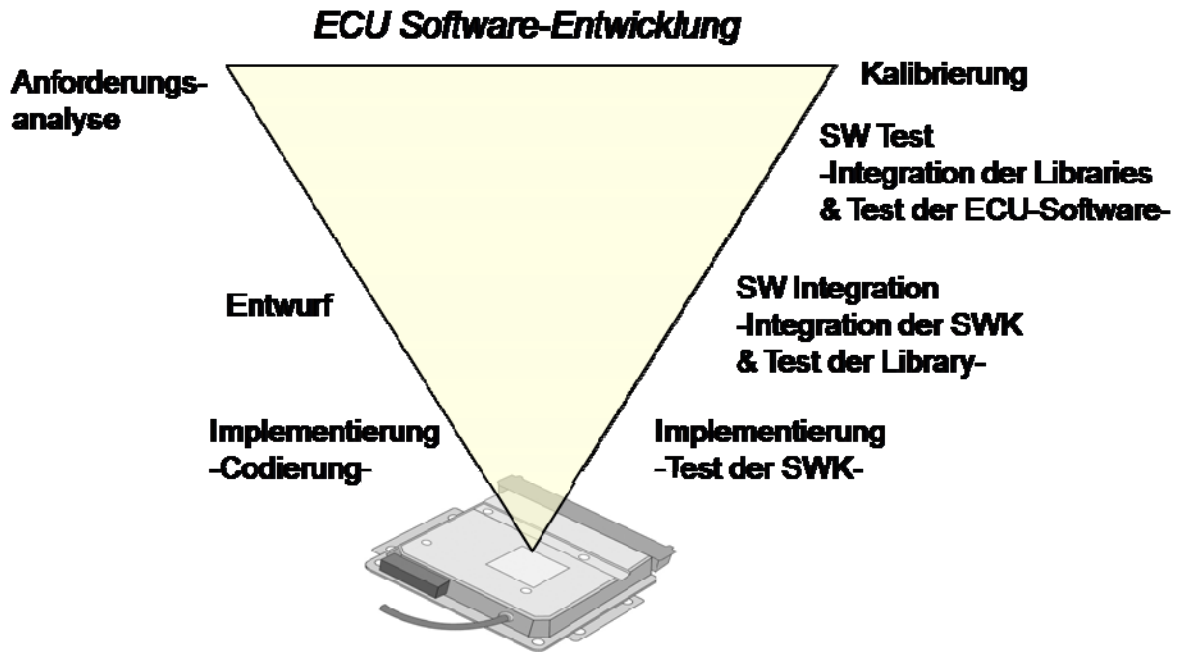 ECU Software-Entwicklung
Anforderungs-
analyse
Kalibrierung
SW Test
-Integration der Libraries
& Test der ECU-Software-
Entwurf
SW Integration
-Integration der SWK
& Test der Library-
Implementierung
-Codierung-
Implementierung
-Test der SWK-